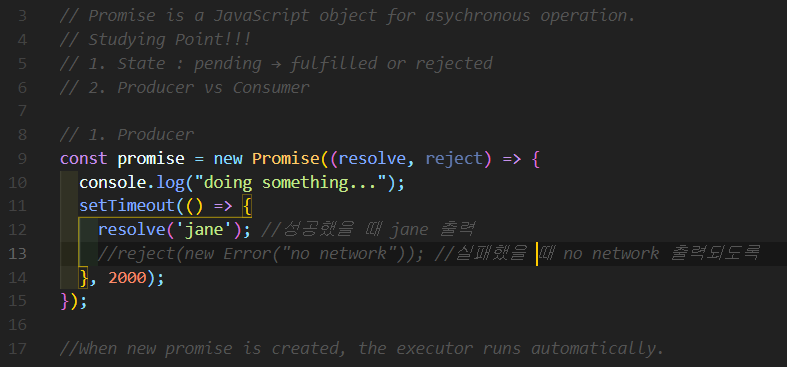 3 // Promise is a JavaScript object for asychronous operation.
4 // Studying Point!!!
5 // 1. State : pending → fulfilled or rejected
6 // 2. Producer vs Consumer
7
8 // 1. Producer
9 const promise = new Promise((resolve, reject) => {
10 console.log("doing something...");
11 setTimeout(() => {
12 resolve('jane'); //성공했을 때 jane 출력
13 //reject(new Error("no network")); //실패했을 때 no network 출력되도록
14 }, 2000);
15 });
16
17 //When new promise is created, the executor runs automatically.